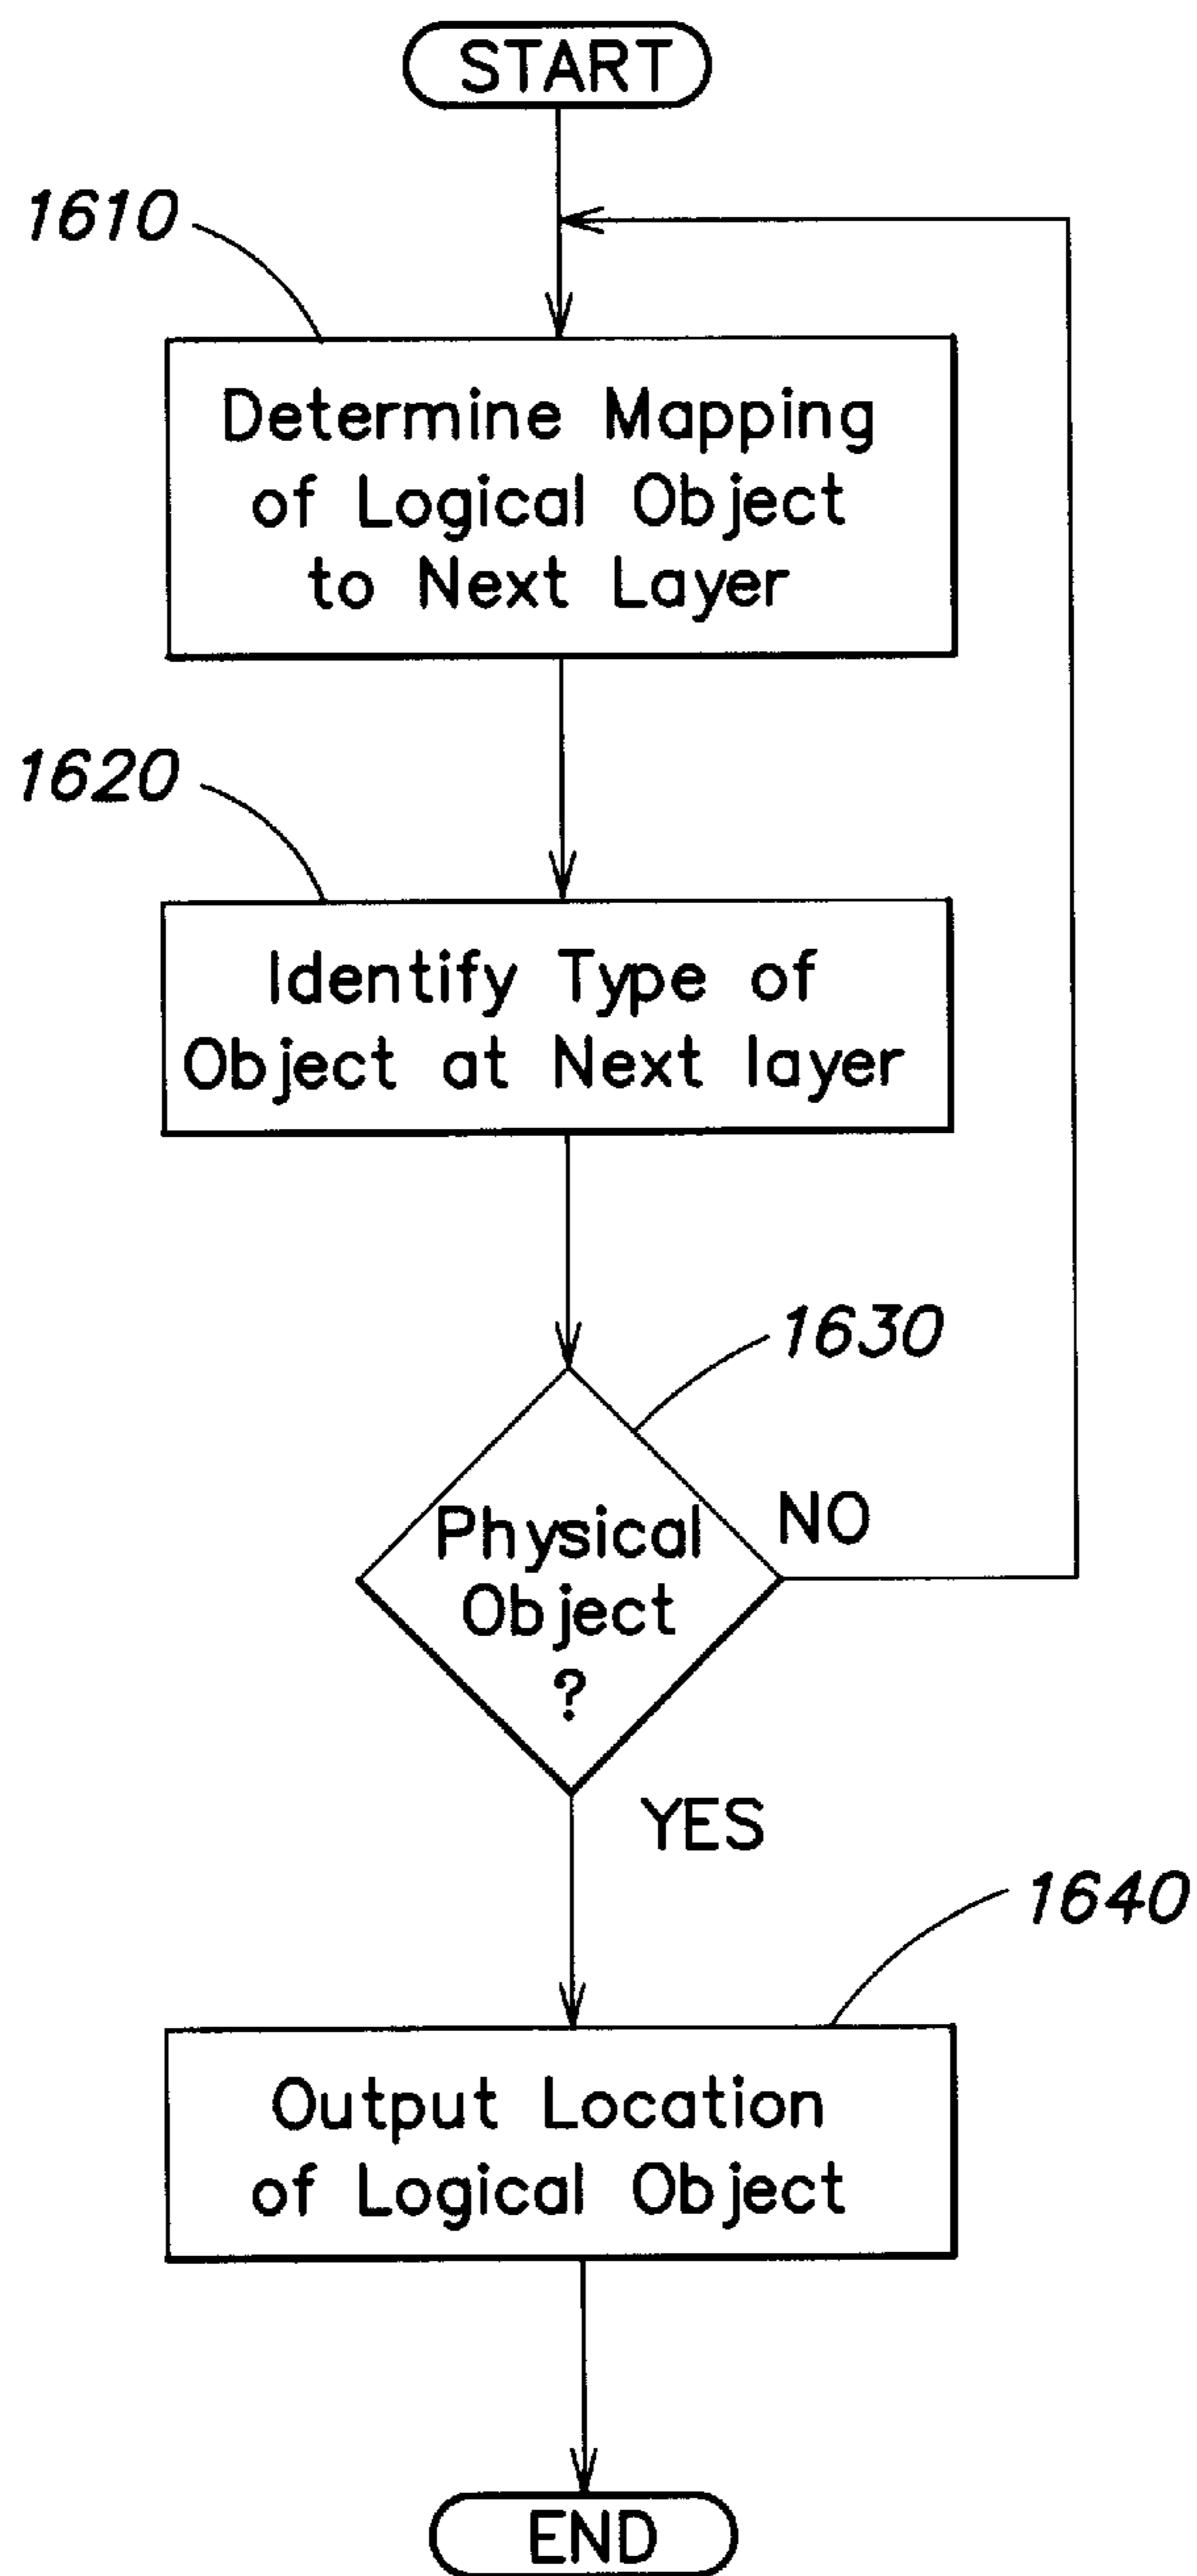 START
1610
Determine Mapping
of Logical Object
to Next Layer
1620
Identify Type of
Object at Next layer
1630
Physical
Object
?
NO
YES
1640
Output Location
of Logical Object
END